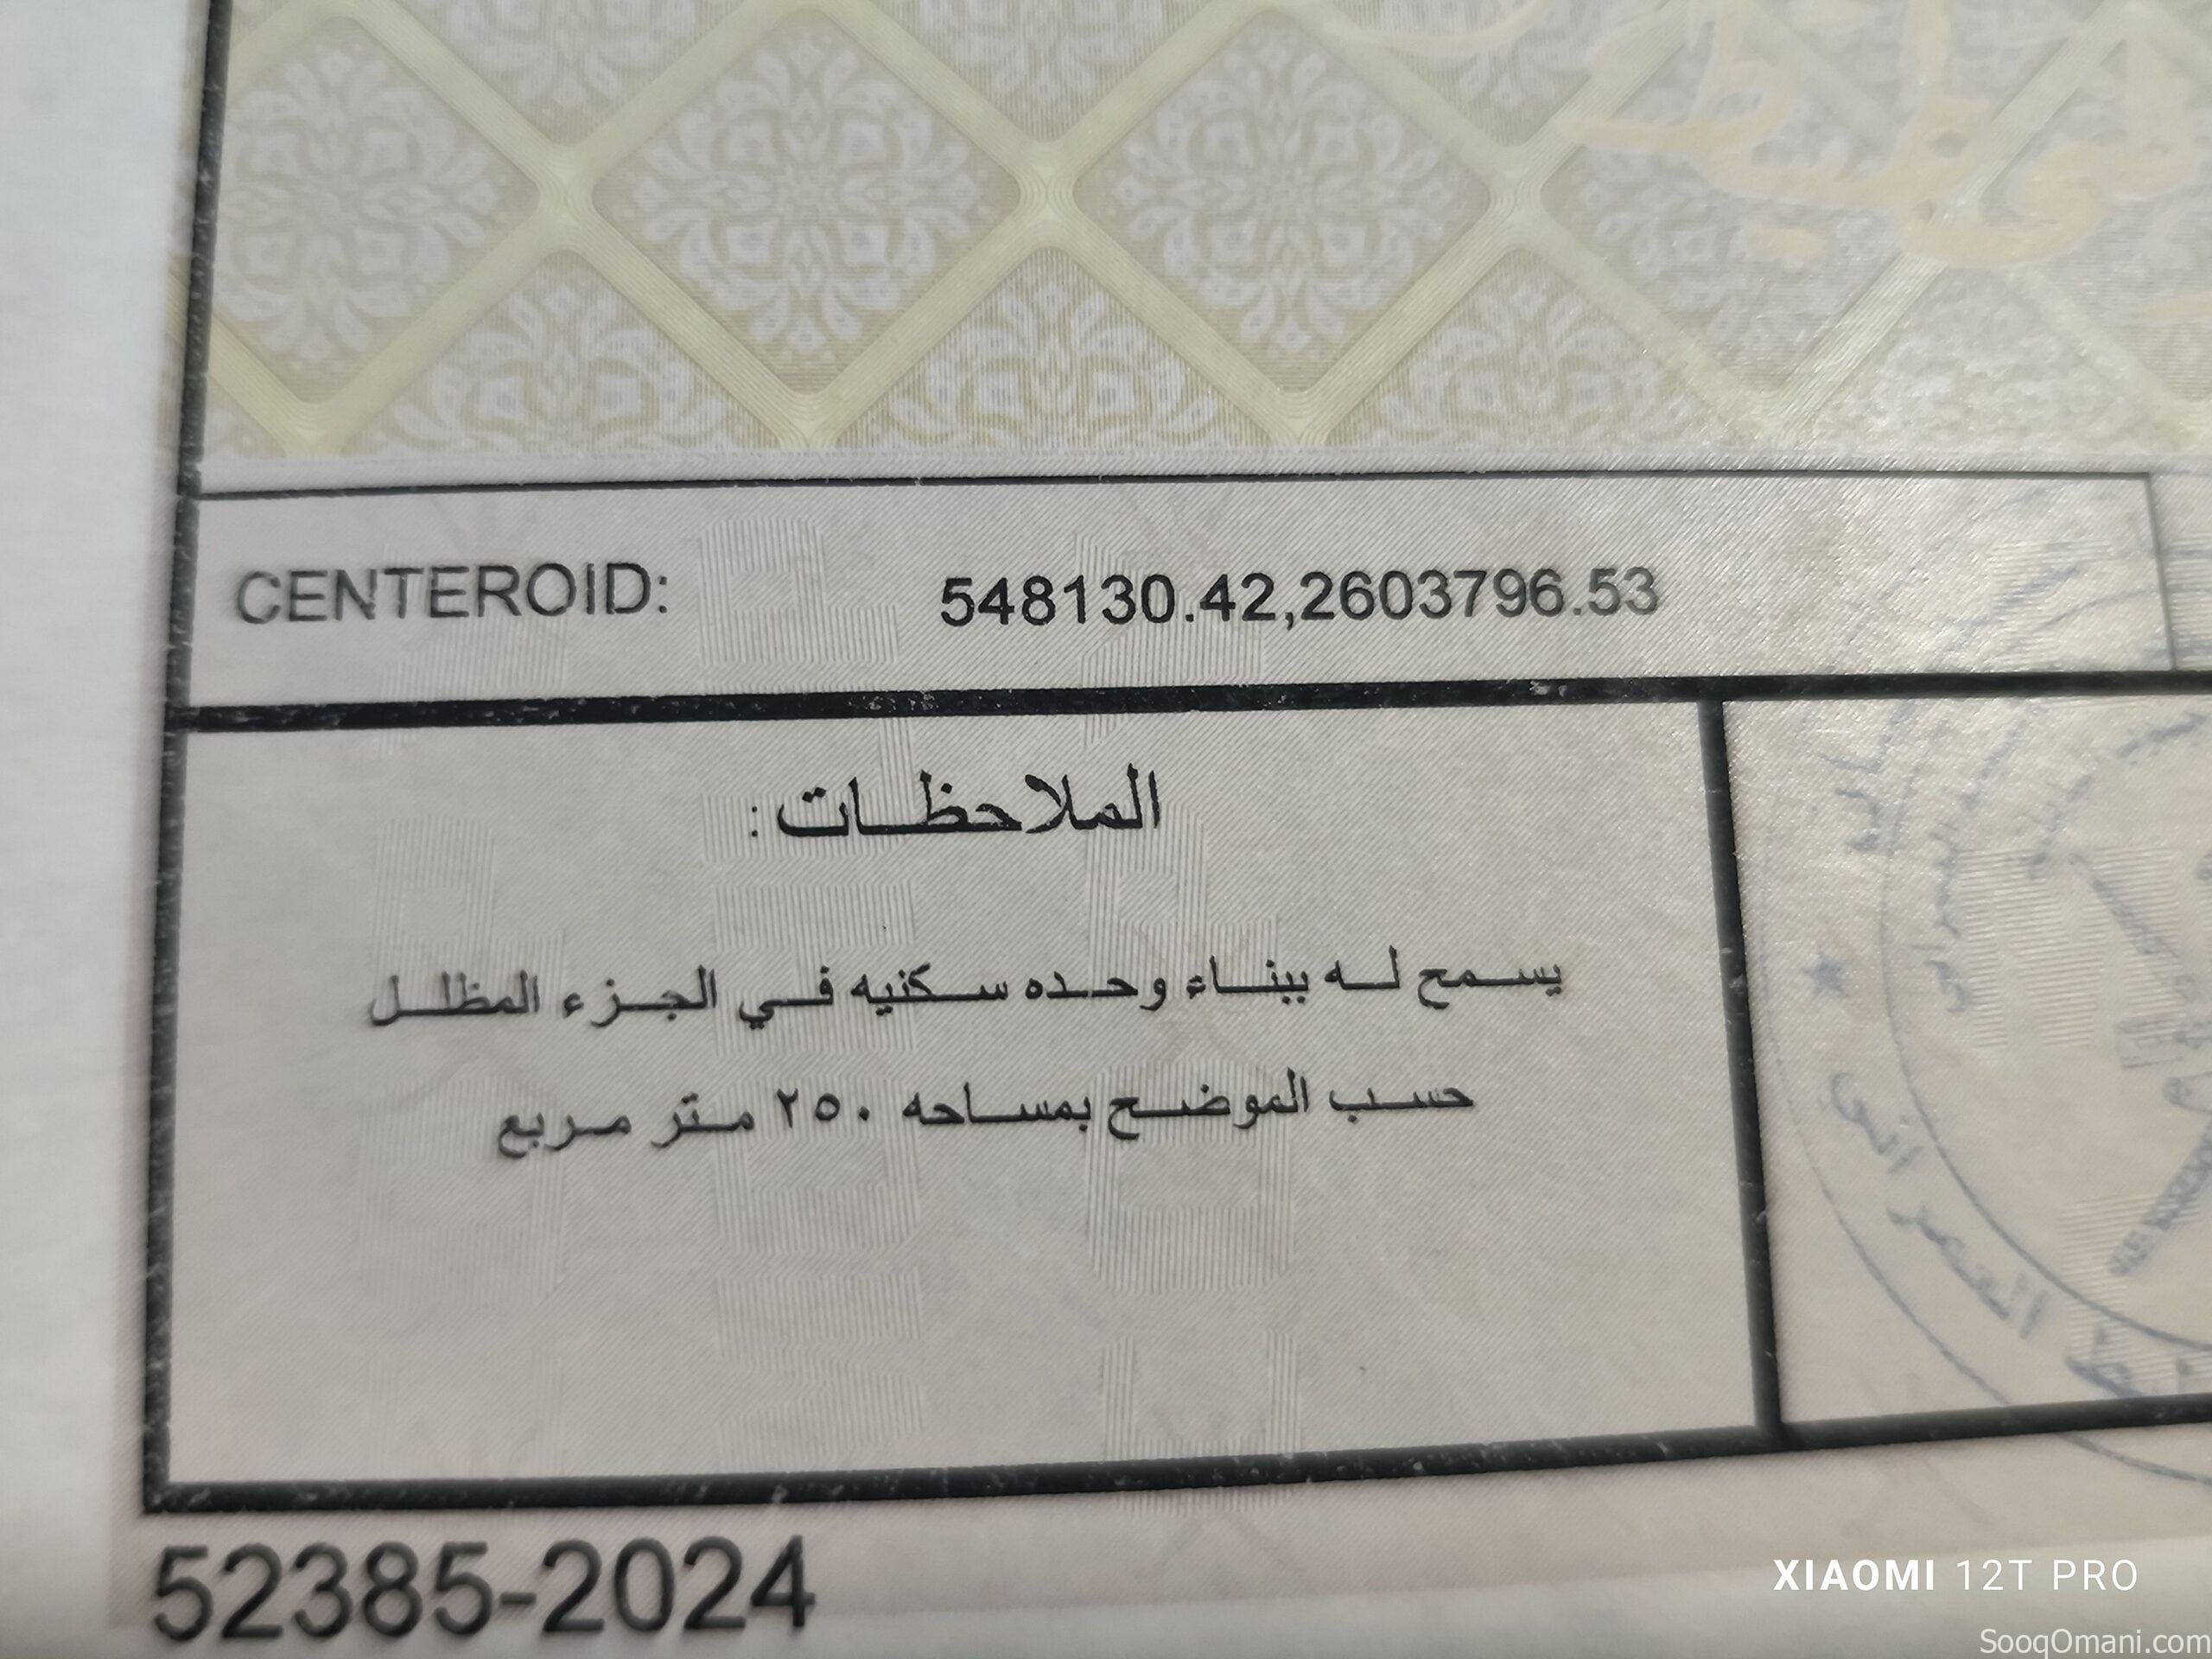 CENTEROID: 548130.42,2603796.53
الملاحظات :
يسمح له ببناء وحده سكنيه في الجزء المظلل
حسب الموضح بمساحه ٢٥٠ متر مربع
52385-2024
XIAOMI 12T PRO
SooqOmani.com